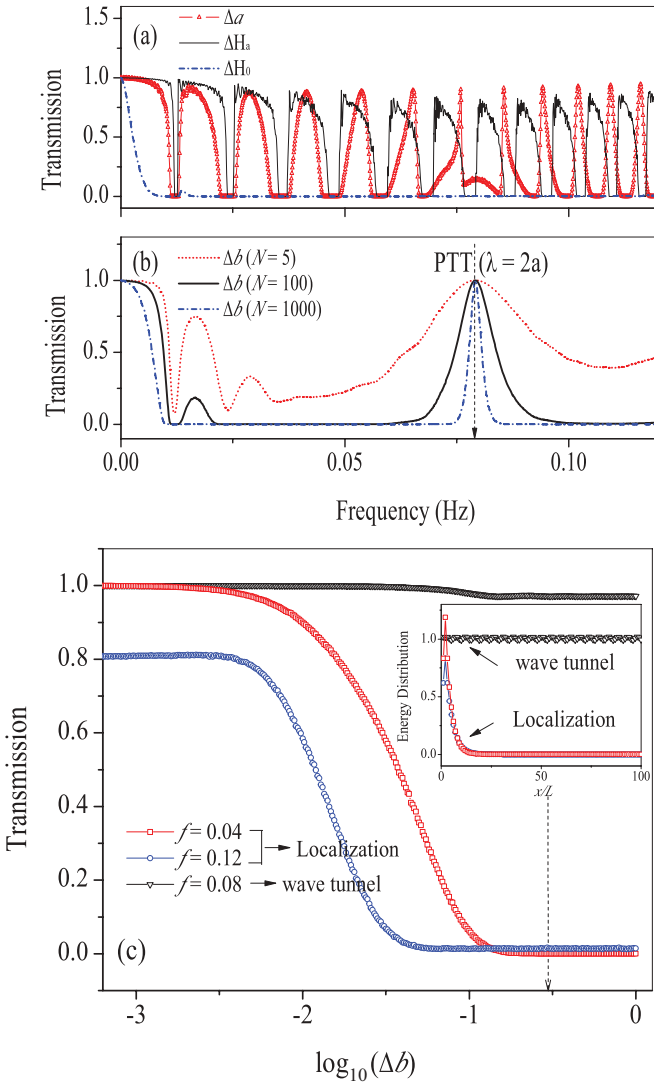 (a)
Δa
ΔHₐ
ΔH₀
1.5
1.0
0.5
0.0
Transmission
(b)
Δb (N = 5)
Δb (N = 100)
Δb (N = 1000)
PTT (λ = 2a)
1.0
0.5
0.0
Transmission
0.00
0.05
0.10
Frequency (Hz)
1.0
0.8
0.6
0.4
0.2
0.0
Transmission
Energy Distribution
1.0
0.5
0.0
wave tunnel
Localization
0
50
100
x/L
f = 0.04
f = 0.12
Localization
f = 0.08
wave tunnel
(c)
-3
-2
-1
0
log₁₀ (Δb)